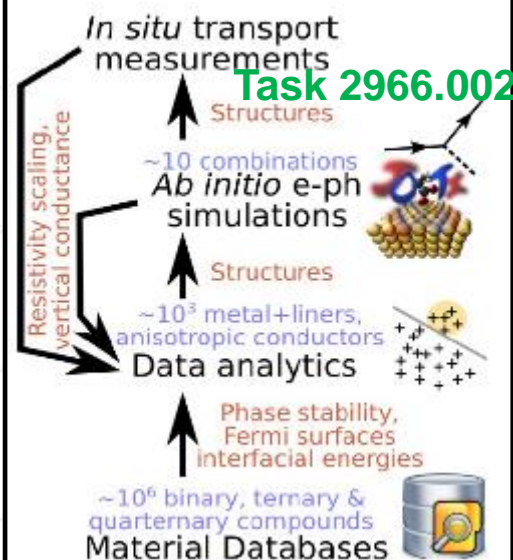 In situ transport
measurements
Task 2966.002
Structures
~10 combinations
Ab initio e-ph
simulations
Resistivity scaling,
vertical conductance
Structures
~10³ metal+liners,
anisotropic conductors
Data analytics
Phase stability,
Fermi surfaces
interfacial energies
~10⁶ binary, ternary &
quarternary compounds
Material Databases